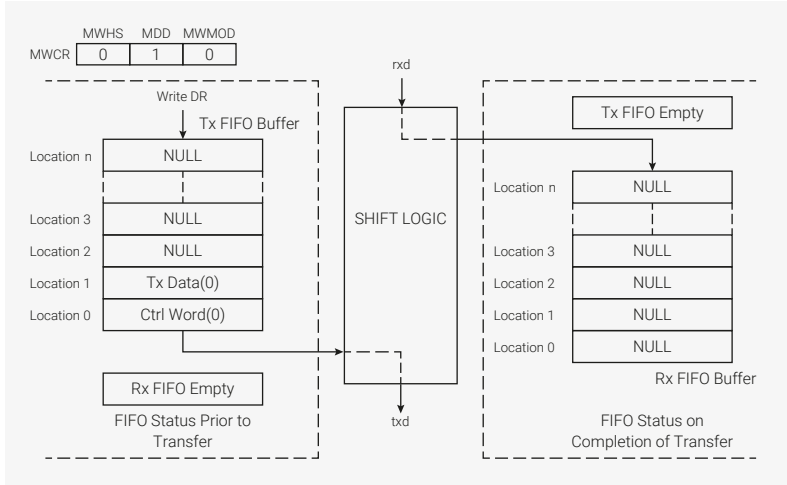 MWHS MDD MWMOD
MWCR 0 1 0
Write DR
Tx FIFO Buffer
Location n NULL
Location 3 NULL
Location 2 NULL
Location 1 Tx Data(0)
Location 0 Ctrl Word(0)
Rx FIFO Empty
FIFO Status Prior to
Transfer
rxd
SHIFT LOGIC
txd
Tx FIFO Empty
Location n NULL
Location 3 NULL
Location 2 NULL
Location 1 NULL
Location 0 NULL
Rx FIFO Buffer
FIFO Status on
Completion of Transfer